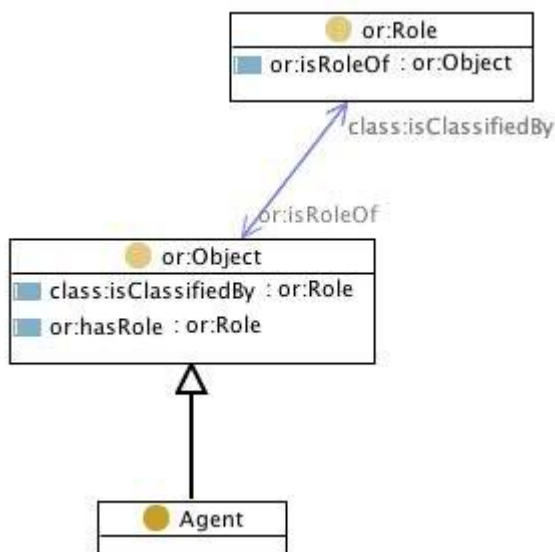 or:Role
or:isRoleOf : or:Object
class:isClassifiedBy
or:isRoleOf
or:Object
class:isClassifiedBy : or:Role
or:hasRole : or:Role
Agent